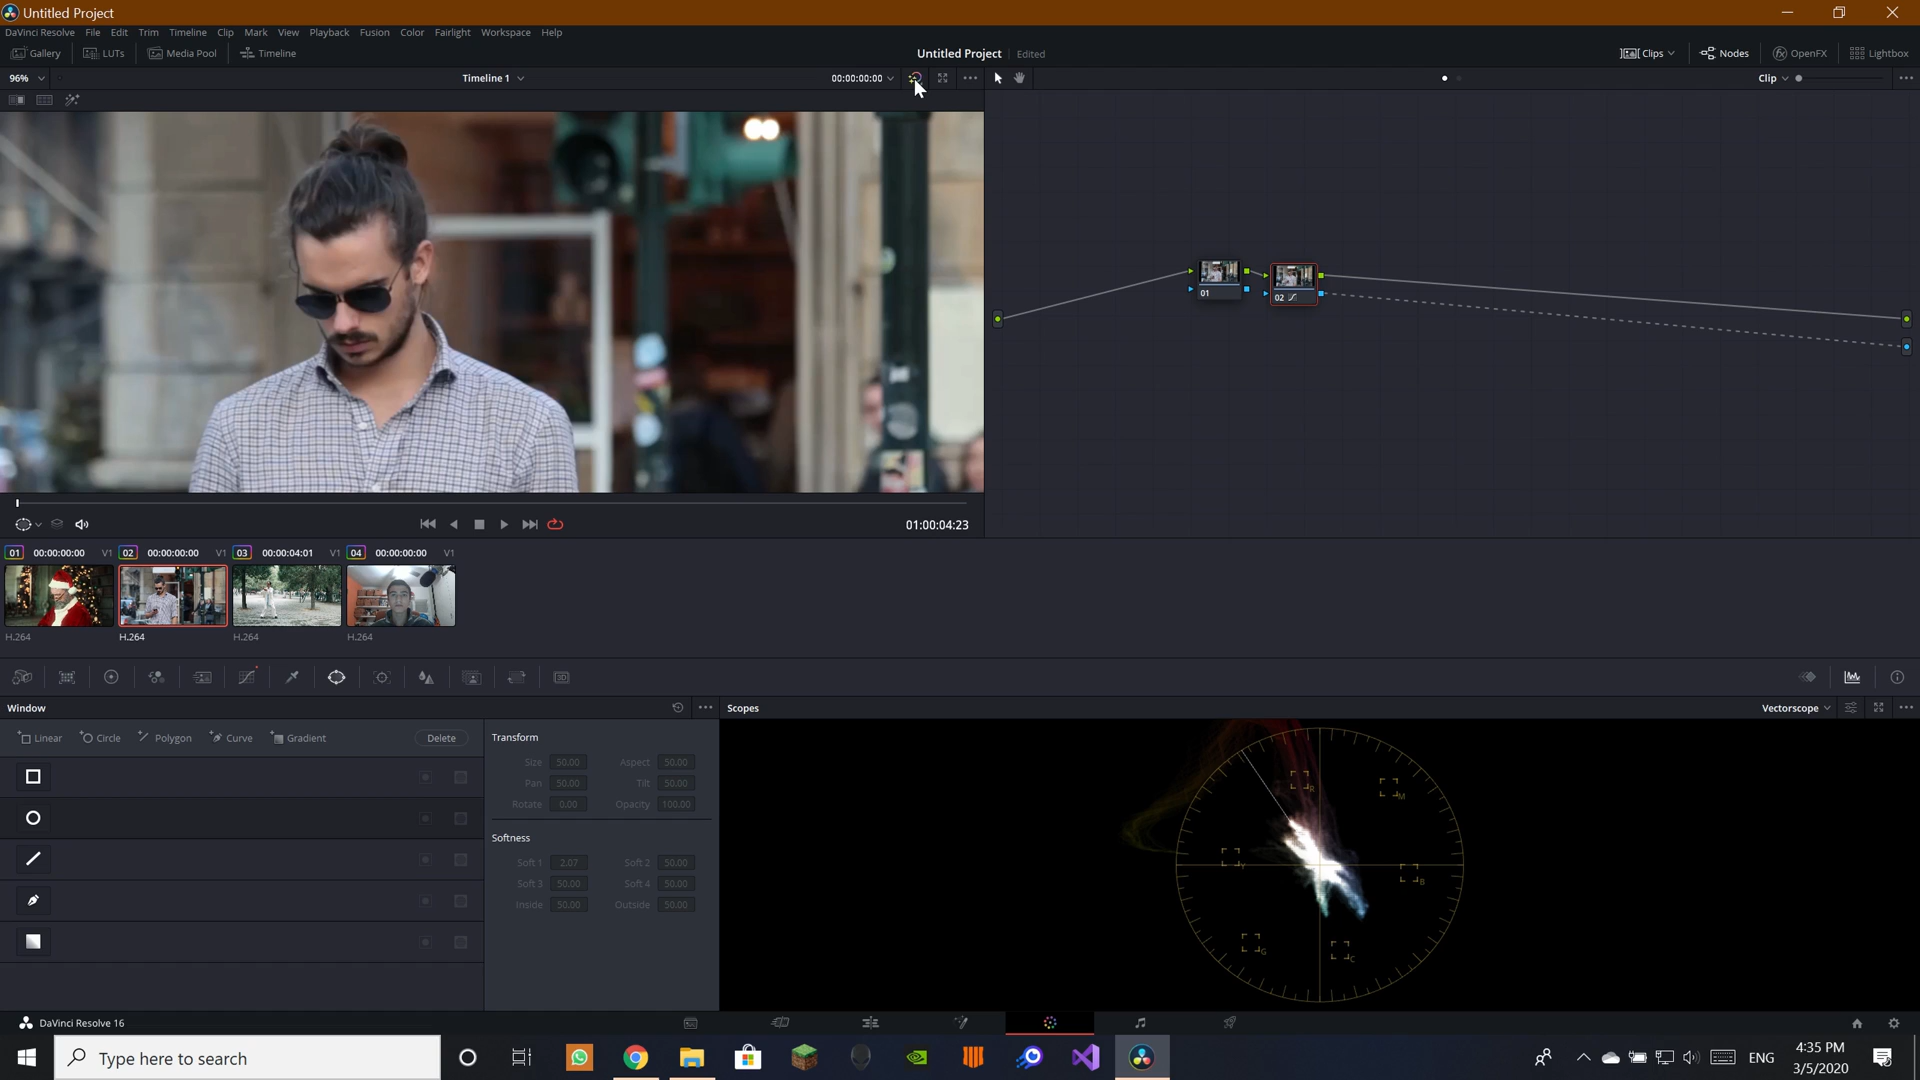 Untitled Project
DaVinci Resolve File Edit Trim Timeline Clip Mark View Playback Fusion Color Fairlight Workspace Help
Gallery LUTs Media Pool Timeline Untitled Project Edited Clips Nodes OpenFX Lightbox
96% Timeline 1 00:00:00:00 Clip
01
02
01:00:04:23
01 00:00:00:00 V1 02 00:00:00:00 V1 03 00:00:04:01 V1 04 00:00:00:00 V1
H.264 H.264 H.264 H.264
Window Scopes Vectorscope
Linear Circle Polygon Curve Gradient Delete
Transform
Size 50.00 Aspect 50.00
Pan 50.00 Tilt 50.00
Rotate 0.00 Opacity 100.00
Softness
Soft 1 2.07 Soft 2 50.00
Soft 3 50.00 Soft 4 50.00
Inside 50.00 Outside 50.00
R
M
Y
B
G
C
DaVinci Resolve 16
Type here to search
ENG
4:35 PM
3/5/2020